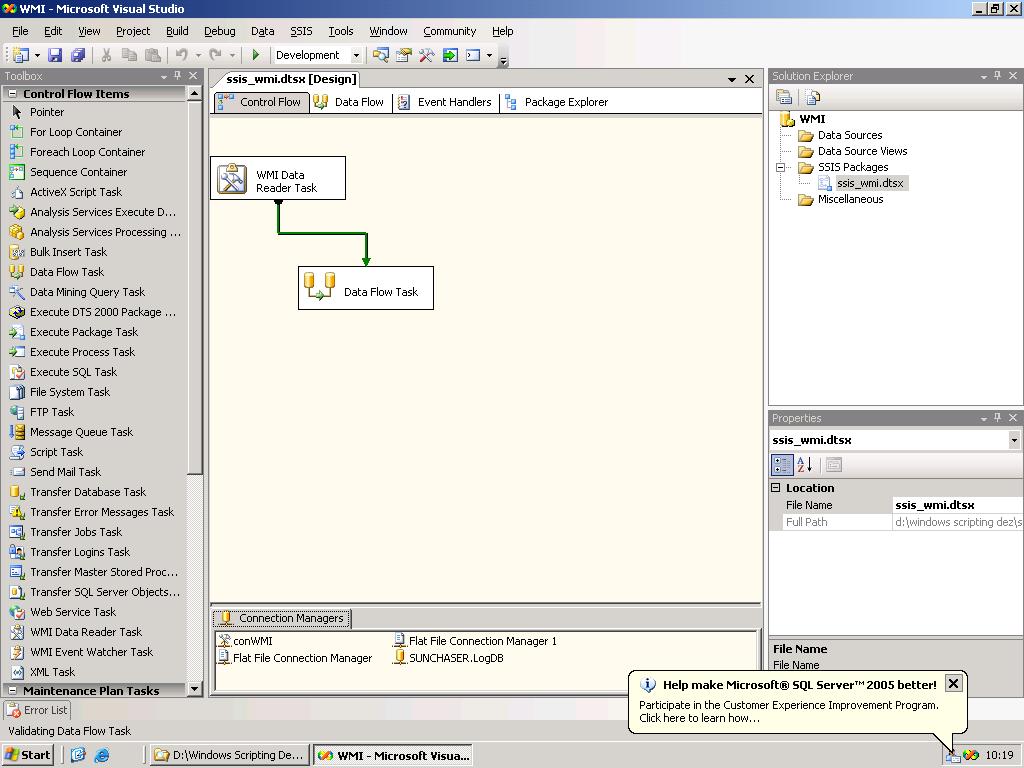 WMI - Microsoft Visual Studio
File Edit View Project Build Debug Data SSIS Tools Window Community Help
Development
Toolbox
Control Flow Items
Pointer
For Loop Container
Foreach Loop Container
Sequence Container
ActiveX Script Task
Analysis Services Execute D...
Analysis Services Processing ...
Bulk Insert Task
Data Flow Task
Data Mining Query Task
Execute DTS 2000 Package ...
Execute Package Task
Execute Process Task
Execute SQL Task
File System Task
FTP Task
Message Queue Task
Script Task
Send Mail Task
Transfer Database Task
Transfer Error Messages Task
Transfer Jobs Task
Transfer Logins Task
Transfer Master Stored Proc...
Transfer SQL Server Objects...
Web Service Task
WMI Data Reader Task
WMI Event Watcher Task
XML Task
Maintenance Plan Tasks
ssis_wmi.dtsx [Design]
Control Flow Data Flow Event Handlers Package Explorer
WMI Data
Reader Task
Data Flow Task
Connection Managers
conWMI
Flat File Connection Manager 1
Flat File Connection Manager
SUNCHASER.LogDB
Solution Explorer
WMI
Data Sources
Data Source Views
SSIS Packages
ssis_wmi.dtsx
Miscellaneous
Properties
ssis_wmi.dtsx
Location
File Name ssis_wmi.dtsx
Full Path d:\windows scripting dez\s
File Name
File Name
Help make Microsoft® SQL Server™ 2005 better!
Participate in the Customer Experience Improvement Program.
Click here to learn how...
Error List
Validating Data Flow Task
Start
D:\Windows Scripting De...
WMI - Microsoft Visua...
10:19